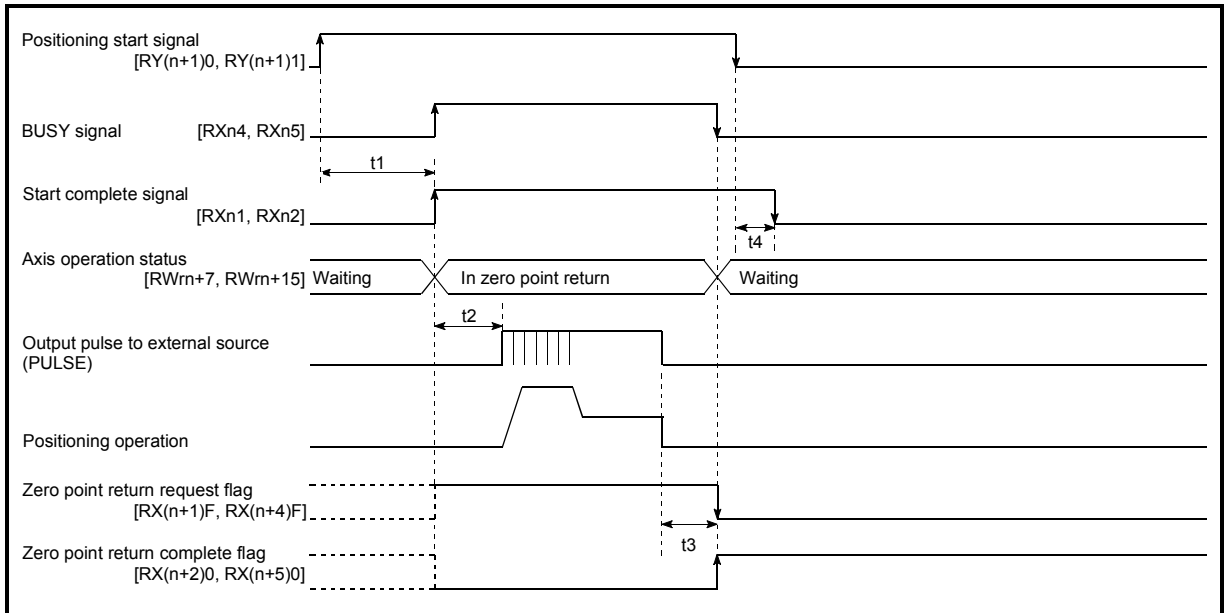 Positioning start signal
[RY(n+1)0, RY(n+1)1]
BUSY signal [RXn4, RXn5]
t1
Start complete signal
[RXn1, RXn2]
t4
Axis operation status
[RWrn+7, RWrn+15] Waiting In zero point return Waiting
t2
Output pulse to external source
(PULSE)
Positioning operation
Zero point return request flag
[RX(n+1)F, RX(n+4)F]
t3
Zero point return complete flag
[RX(n+2)0, RX(n+5)0]